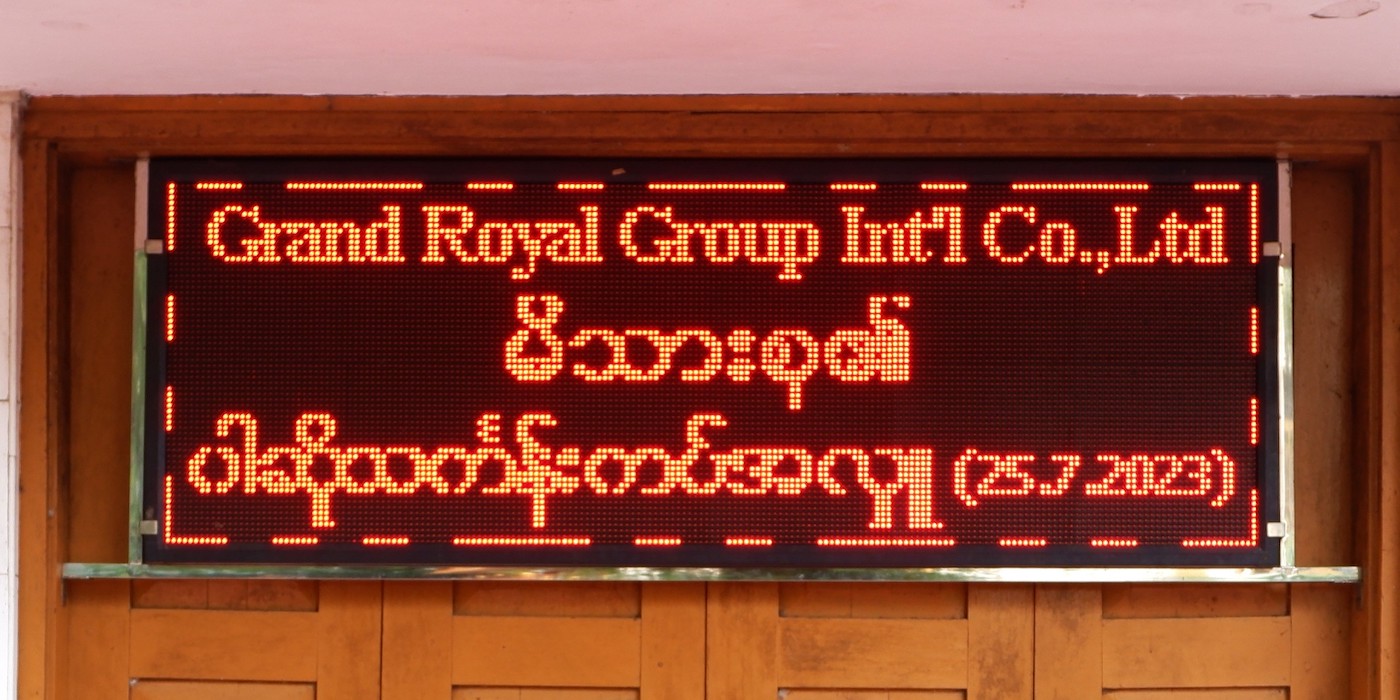 Grand Royal Group Int'l Co.,Ltd
မိသားစု၏
ဝါဆိုသင်္ကန်းကပ်အလှူ (25.7.2023)